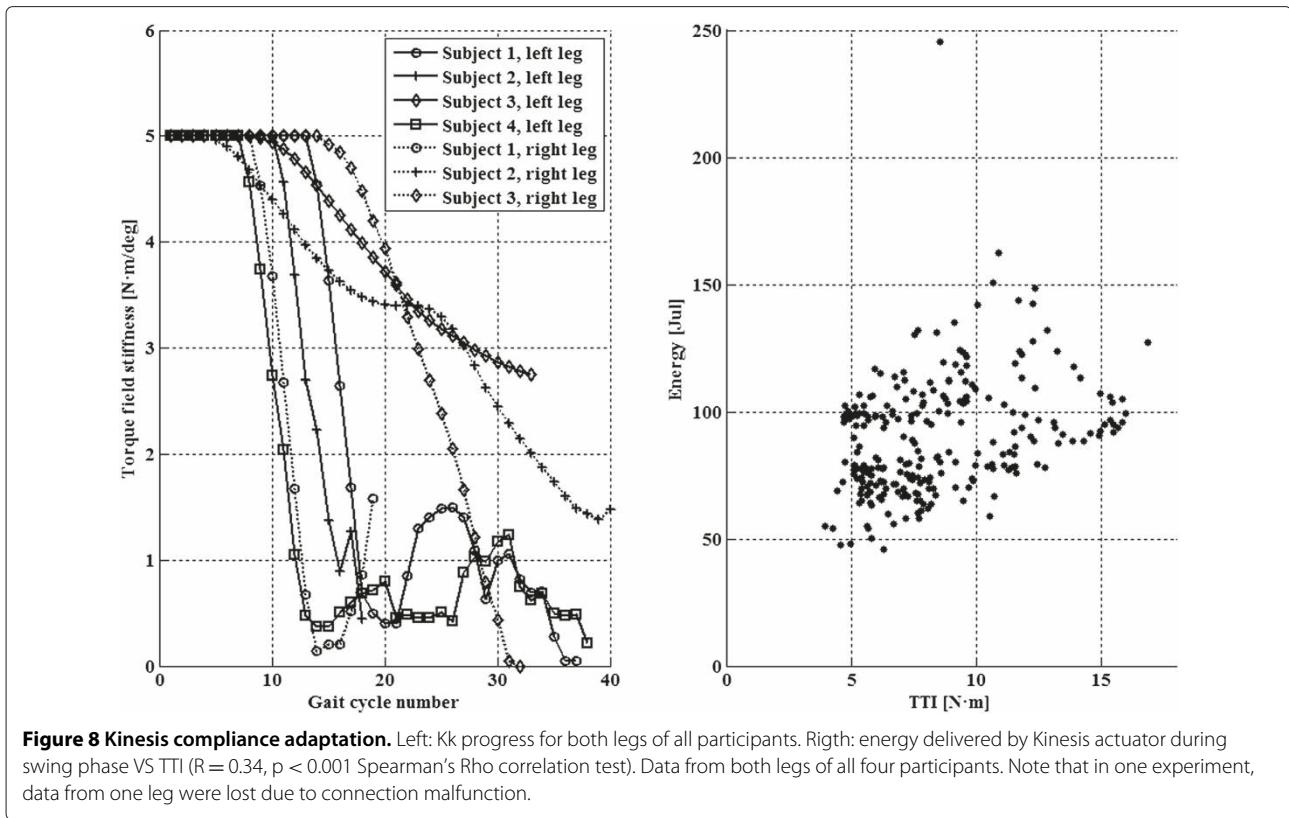 6
5
4
3
2
1
0
Torque field stiffness [N·m/deg]
0
10
20
30
40
Gait cycle number
Subject 1, left leg
Subject 2, left leg
Subject 3, left leg
Subject 4, left leg
Subject 1, right leg
Subject 2, right leg
Subject 3, right leg
250
200
150
100
50
0
Energy [Jul]
5
10
15
TTI [N·m]
Figure 8 Kinesis compliance adaptation. Left: Kk progress for both legs of all participants. Rigth: energy delivered by Kinesis actuator during
swing phase VS TTI (R = 0.34, p < 0.001 Spearman's Rho correlation test). Data from both legs of all four participants. Note that in one experiment,
data from one leg were lost due to connection malfunction.